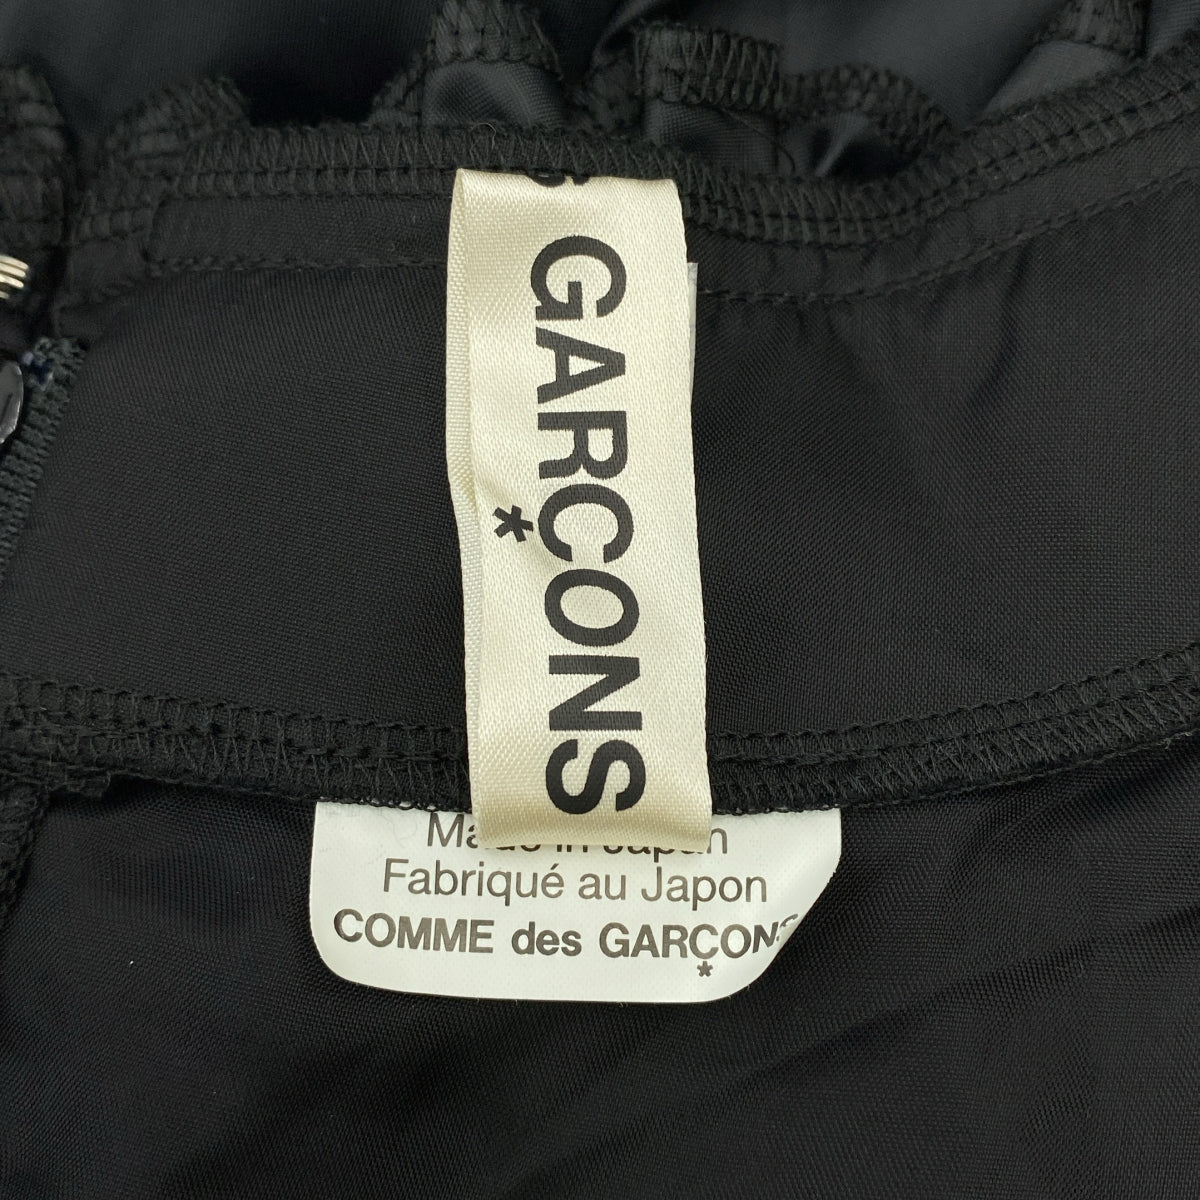 GARÇONS
*
Made in Japan
Fabriqué au Japon
COMME des GARÇONS
*